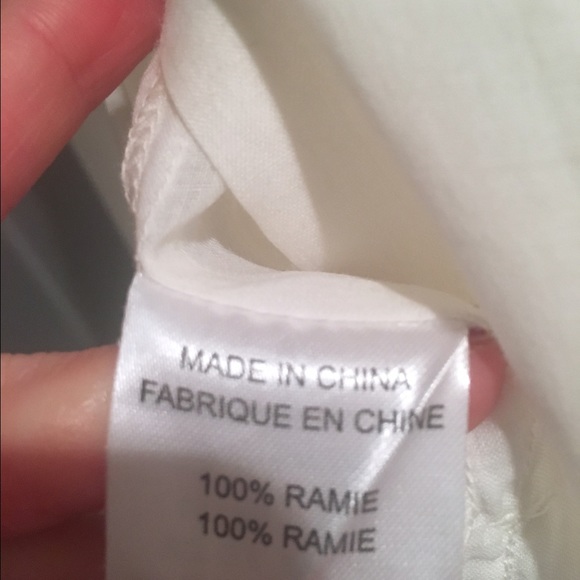 MADE IN CHINA
FABRIQUE EN CHINE
100% RAMIE
100% RAMIE